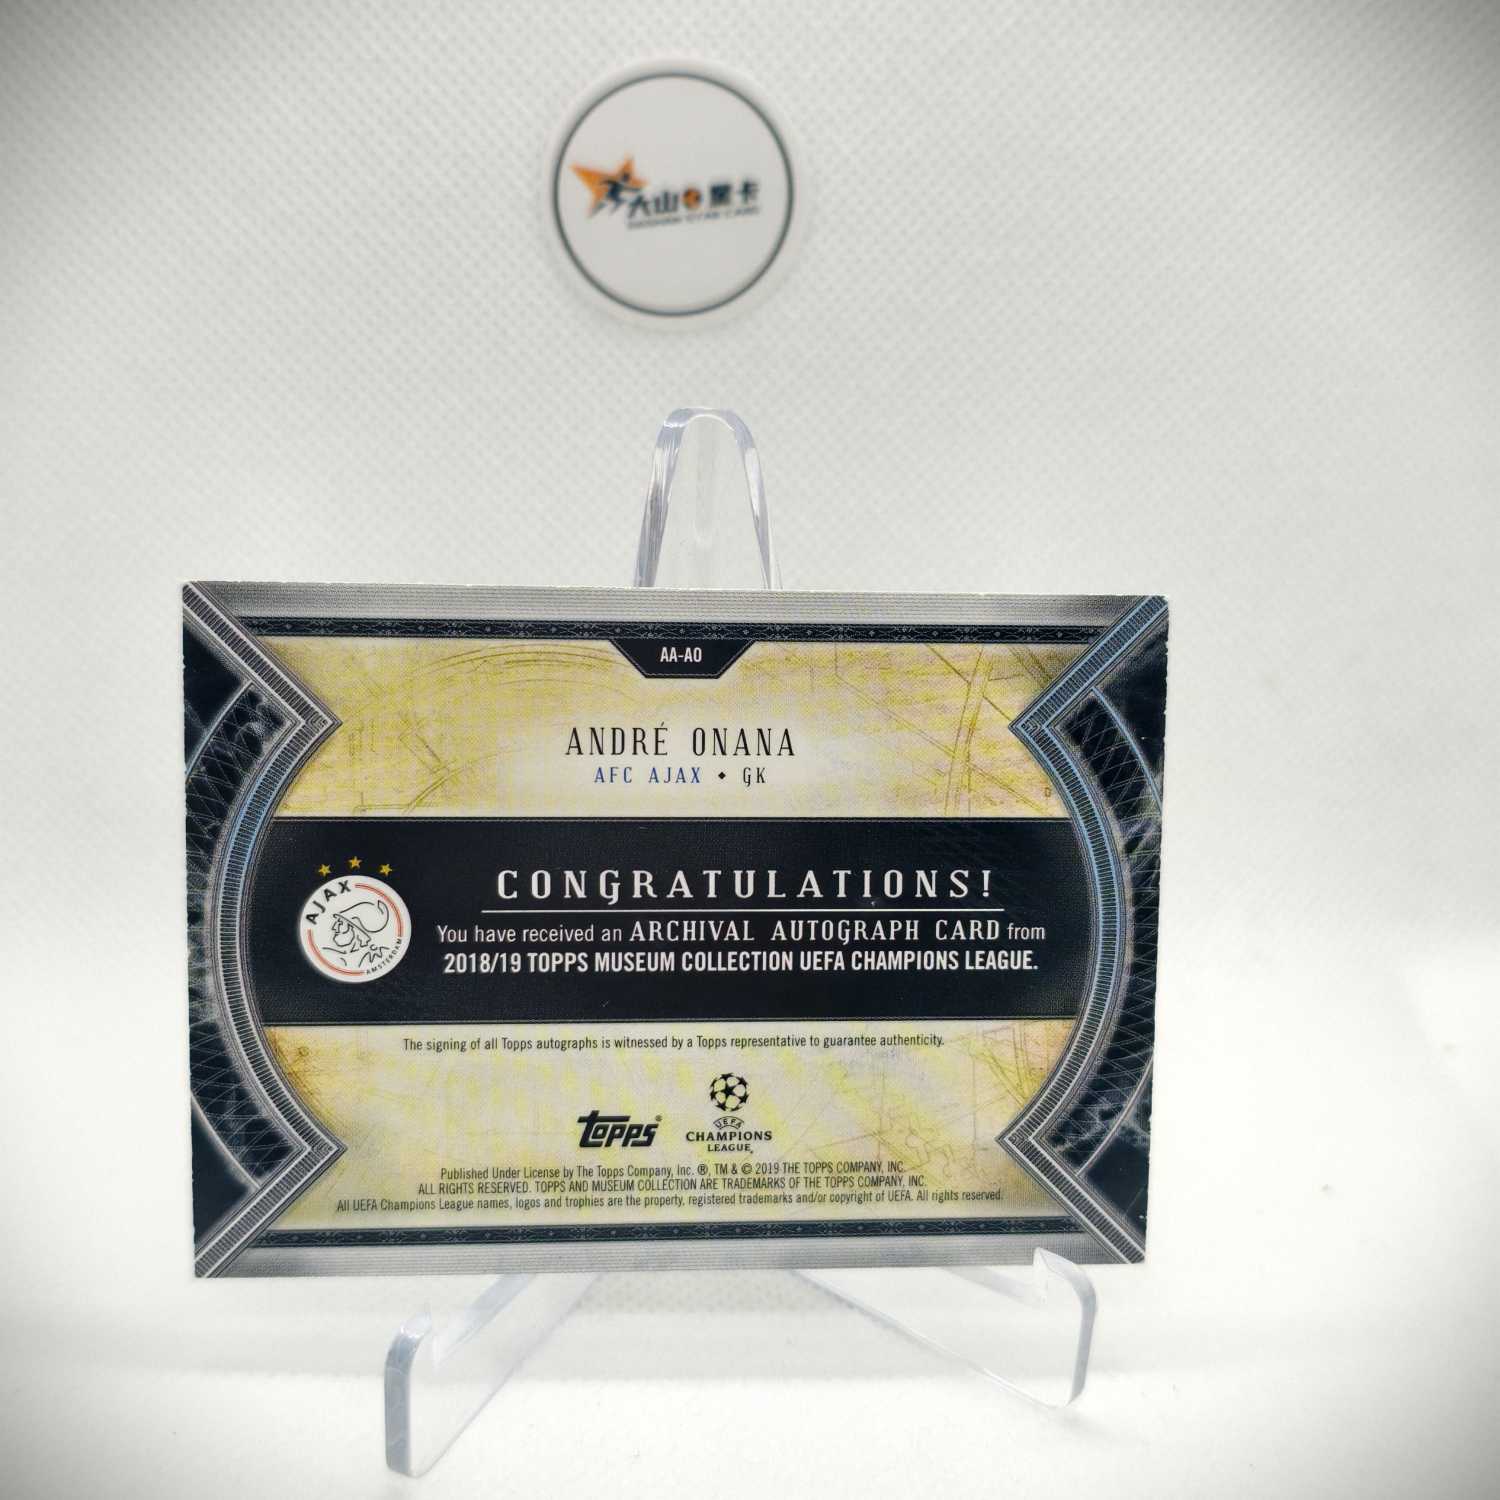 大山星卡
DASHAN STAR CARD
AA-AO
ANDRÉ ONANA
AFC AJAX • GK
AJAX
AMSTERDAM
CONGRATULATIONS!
You have received an ARCHIVAL AUTOGRAPH CARD from
2018/19 TOPPS MUSEUM COLLECTION UEFA CHAMPIONS LEAGUE.
The signing of all Topps autographs is witnessed by a Topps representative to guarantee authenticity.
Topps®
UEFA
CHAMPIONS
LEAGUE
Published Under License by The Topps Company, Inc. ®, TM & © 2019 THE TOPPS COMPANY, INC.
ALL RIGHTS RESERVED. TOPPS AND MUSEUM COLLECTION ARE TRADEMARKS OF THE TOPPS COMPANY, INC.
All UEFA Champions League names, logos and trophies are the property, registered trademarks and/or copyright of UEFA. All rights reserved.